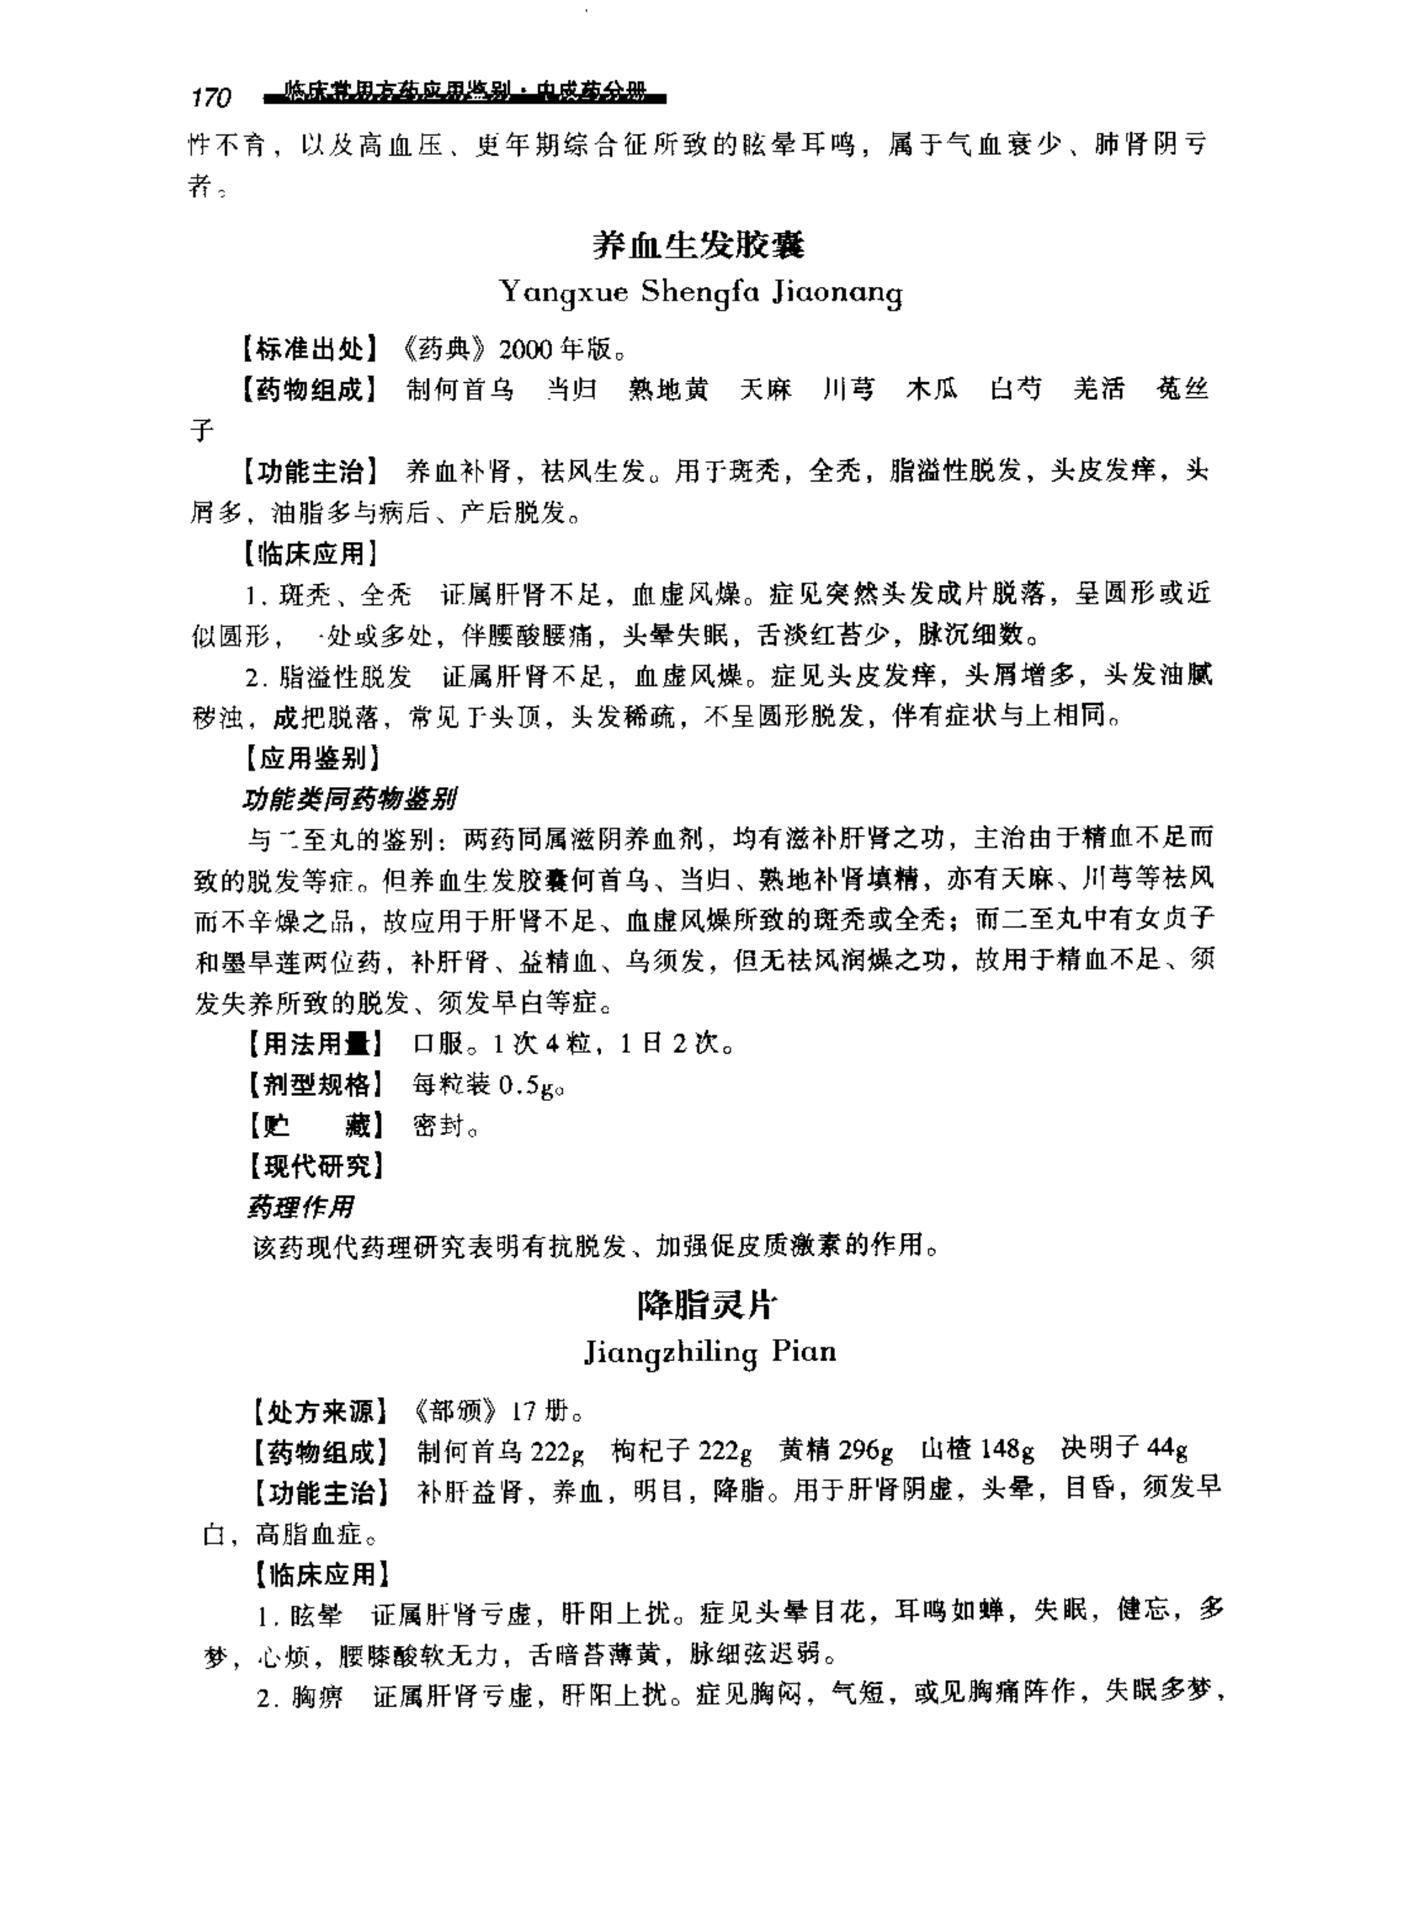 170 临床常用方药应用鉴别·中成药分册
性不育，以及高血压、更年期综合征所致的眩晕耳鸣，属于气血衰少、肺肾阴亏
者。
养血生发胶囊
Yangxue Shengfa Jiaonang
【标准出处】《药典》2000年版。
【药物组成】 制何首乌 当归 熟地黄 天麻 川芎 木瓜 白芍 羌活 菟丝
子
【功能主治】 养血补肾，祛风生发。用于斑秃，全秃，脂溢性脱发，头皮发痒，头
屑多，油脂多与病后、产后脱发。
【临床应用】
1. 斑秃、全秃 证属肝肾不足，血虚风燥。症见突然头发成片脱落，呈圆形或近
似圆形，一处或多处，伴腰酸腰痛，头晕失眠，舌淡红苔少，脉沉细数。
2. 脂溢性脱发 证属肝肾不足，血虚风燥。症见头皮发痒，头屑增多，头发油腻
秽浊，成把脱落，常见于头顶，头发稀疏，不呈圆形脱发，伴有症状与上相同。
【应用鉴别】
功能类同药物鉴别
与二至丸的鉴别：两药同属滋阴养血剂，均有滋补肝肾之功，主治由于精血不足而
致的脱发等症。但养血生发胶囊何首乌、当归、熟地补肾填精，亦有天麻、川芎等祛风
而不辛燥之品，故应用于肝肾不足、血虚风燥所致的斑秃或全秃；而二至丸中有女贞子
和墨旱莲两位药，补肝肾、益精血、乌须发，但无祛风润燥之功，故用于精血不足、须
发失养所致的脱发、须发早白等症。
【用法用量】 口服。1次4粒，1日2次。
【剂型规格】 每粒装0.5g。
【贮 藏】 密封。
【现代研究】
药理作用
该药现代药理研究表明有抗脱发、加强促皮质激素的作用。
降脂灵片
Jiangzhiling Pian
【处方来源】《部颁》17册。
【药物组成】 制何首乌222g 枸杞子222g 黄精296g 山楂148g 决明子44g
【功能主治】 补肝益肾，养血，明目，降脂。用于肝肾阴虚，头晕，目昏，须发早
白，高脂血症。
【临床应用】
1. 眩晕 证属肝肾亏虚，肝阳上扰。症见头晕目花，耳鸣如蝉，失眠，健忘，多
梦，心烦，腰膝酸软无力，舌暗苔薄黄，脉细弦迟弱。
2. 胸痹 证属肝肾亏虚，肝阳上扰。症见胸闷，气短，或见胸痛阵作，失眠多梦，